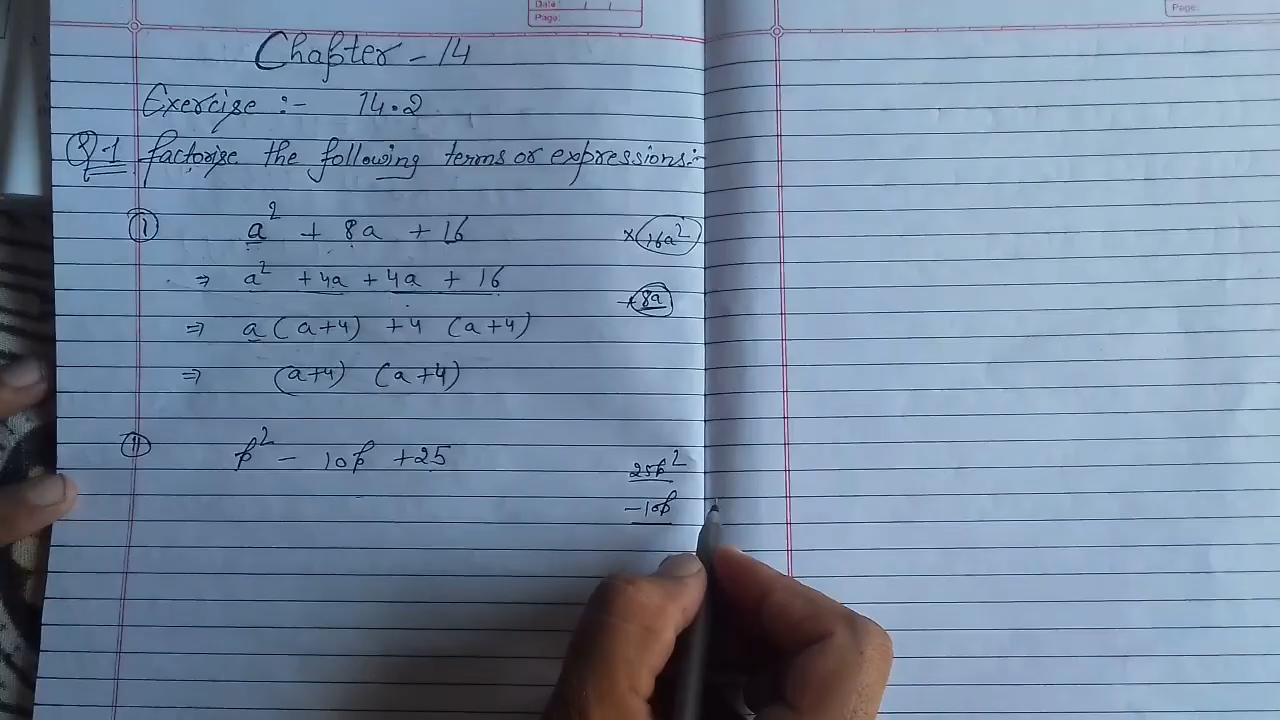 Date: / /
Page:
Page:
Chapter - 14
Exercise :- 14.2
Q-1 factorise the following terms or expressions:-
(i) a² + 8a + 16 × 16a²
⇒ a² + 4a + 4a + 16 + 8a
⇒ a (a+4) + 4 (a+4)
⇒ (a+4) (a+4)
(ii) p² - 10p + 25 25p²
- 10p